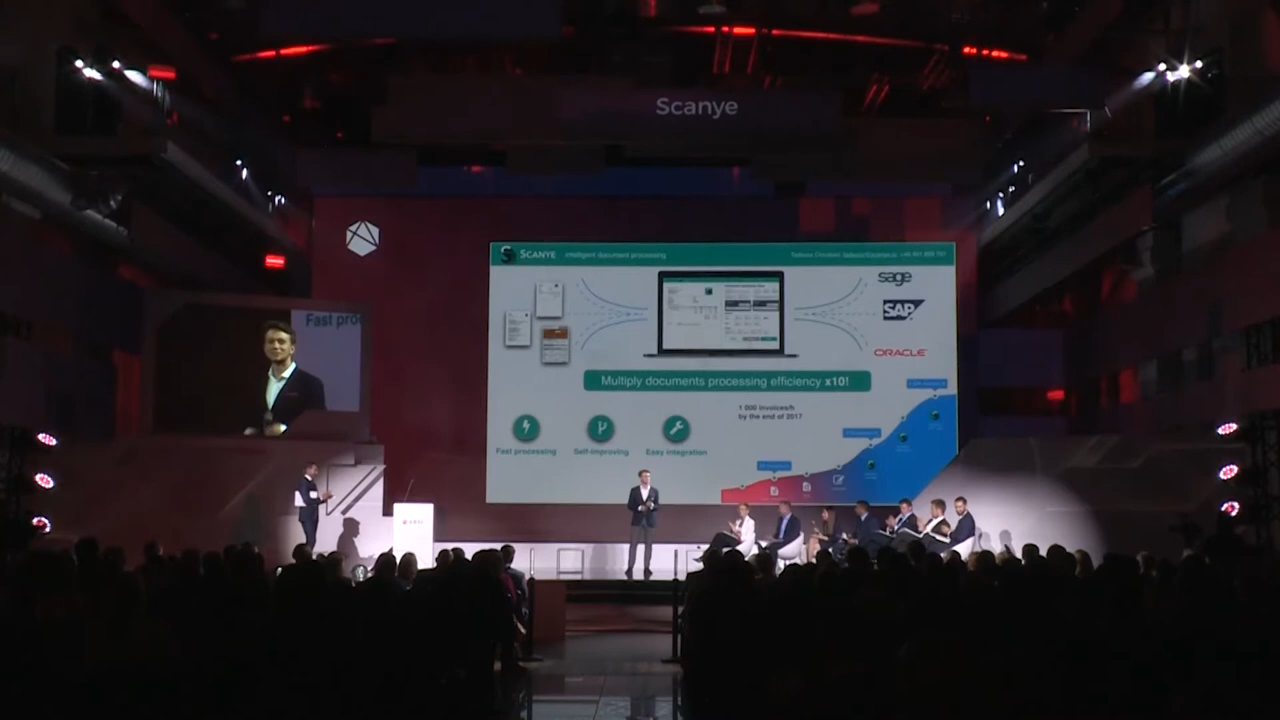 Scanye
SCANYE Intelligent document processing
sage
SAP
ORACLE
Fast pro
Multiply documents processing efficiency x10!
1 000 invoices/h
by the end of 2017
Fast processing
Self-improving
Easy integration